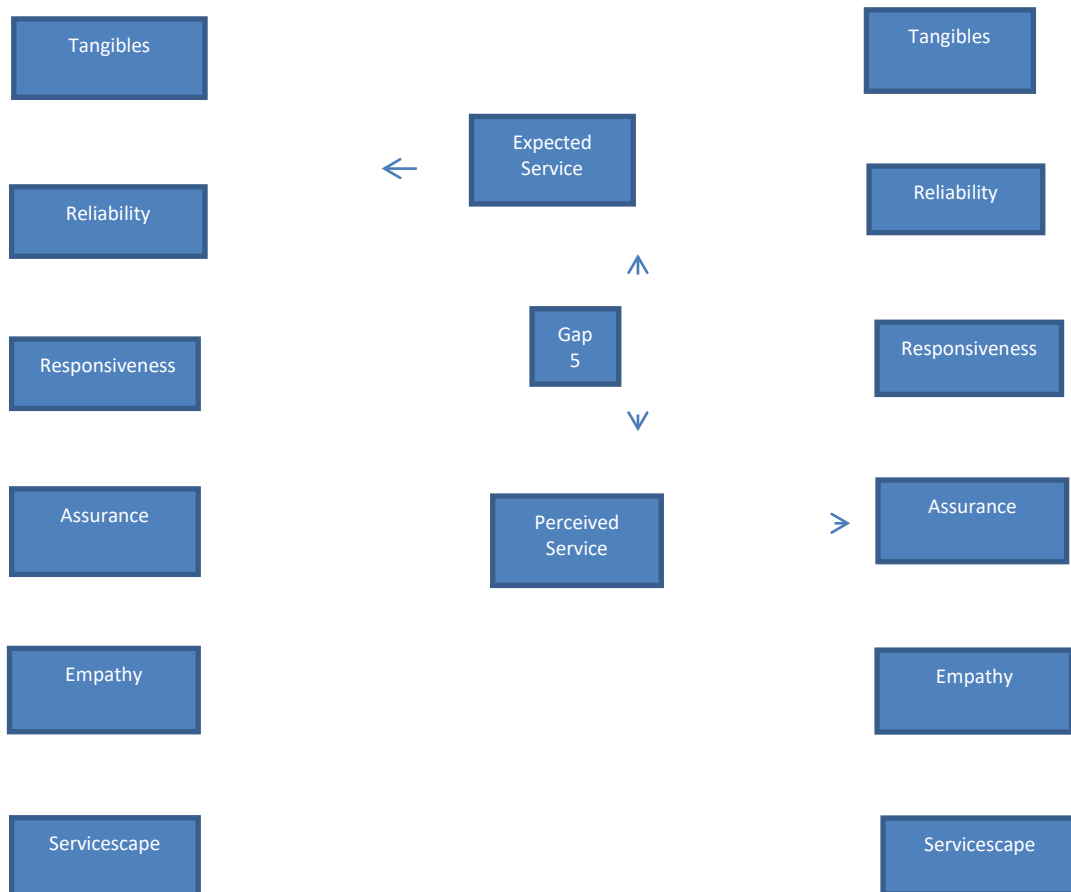 Tangibles
Reliability
Responsiveness
Assurance
Empathy
Servicescape
Expected
Service
Gap
5
Perceived
Service
Tangibles
Reliability
Responsiveness
Assurance
Empathy
Servicescape